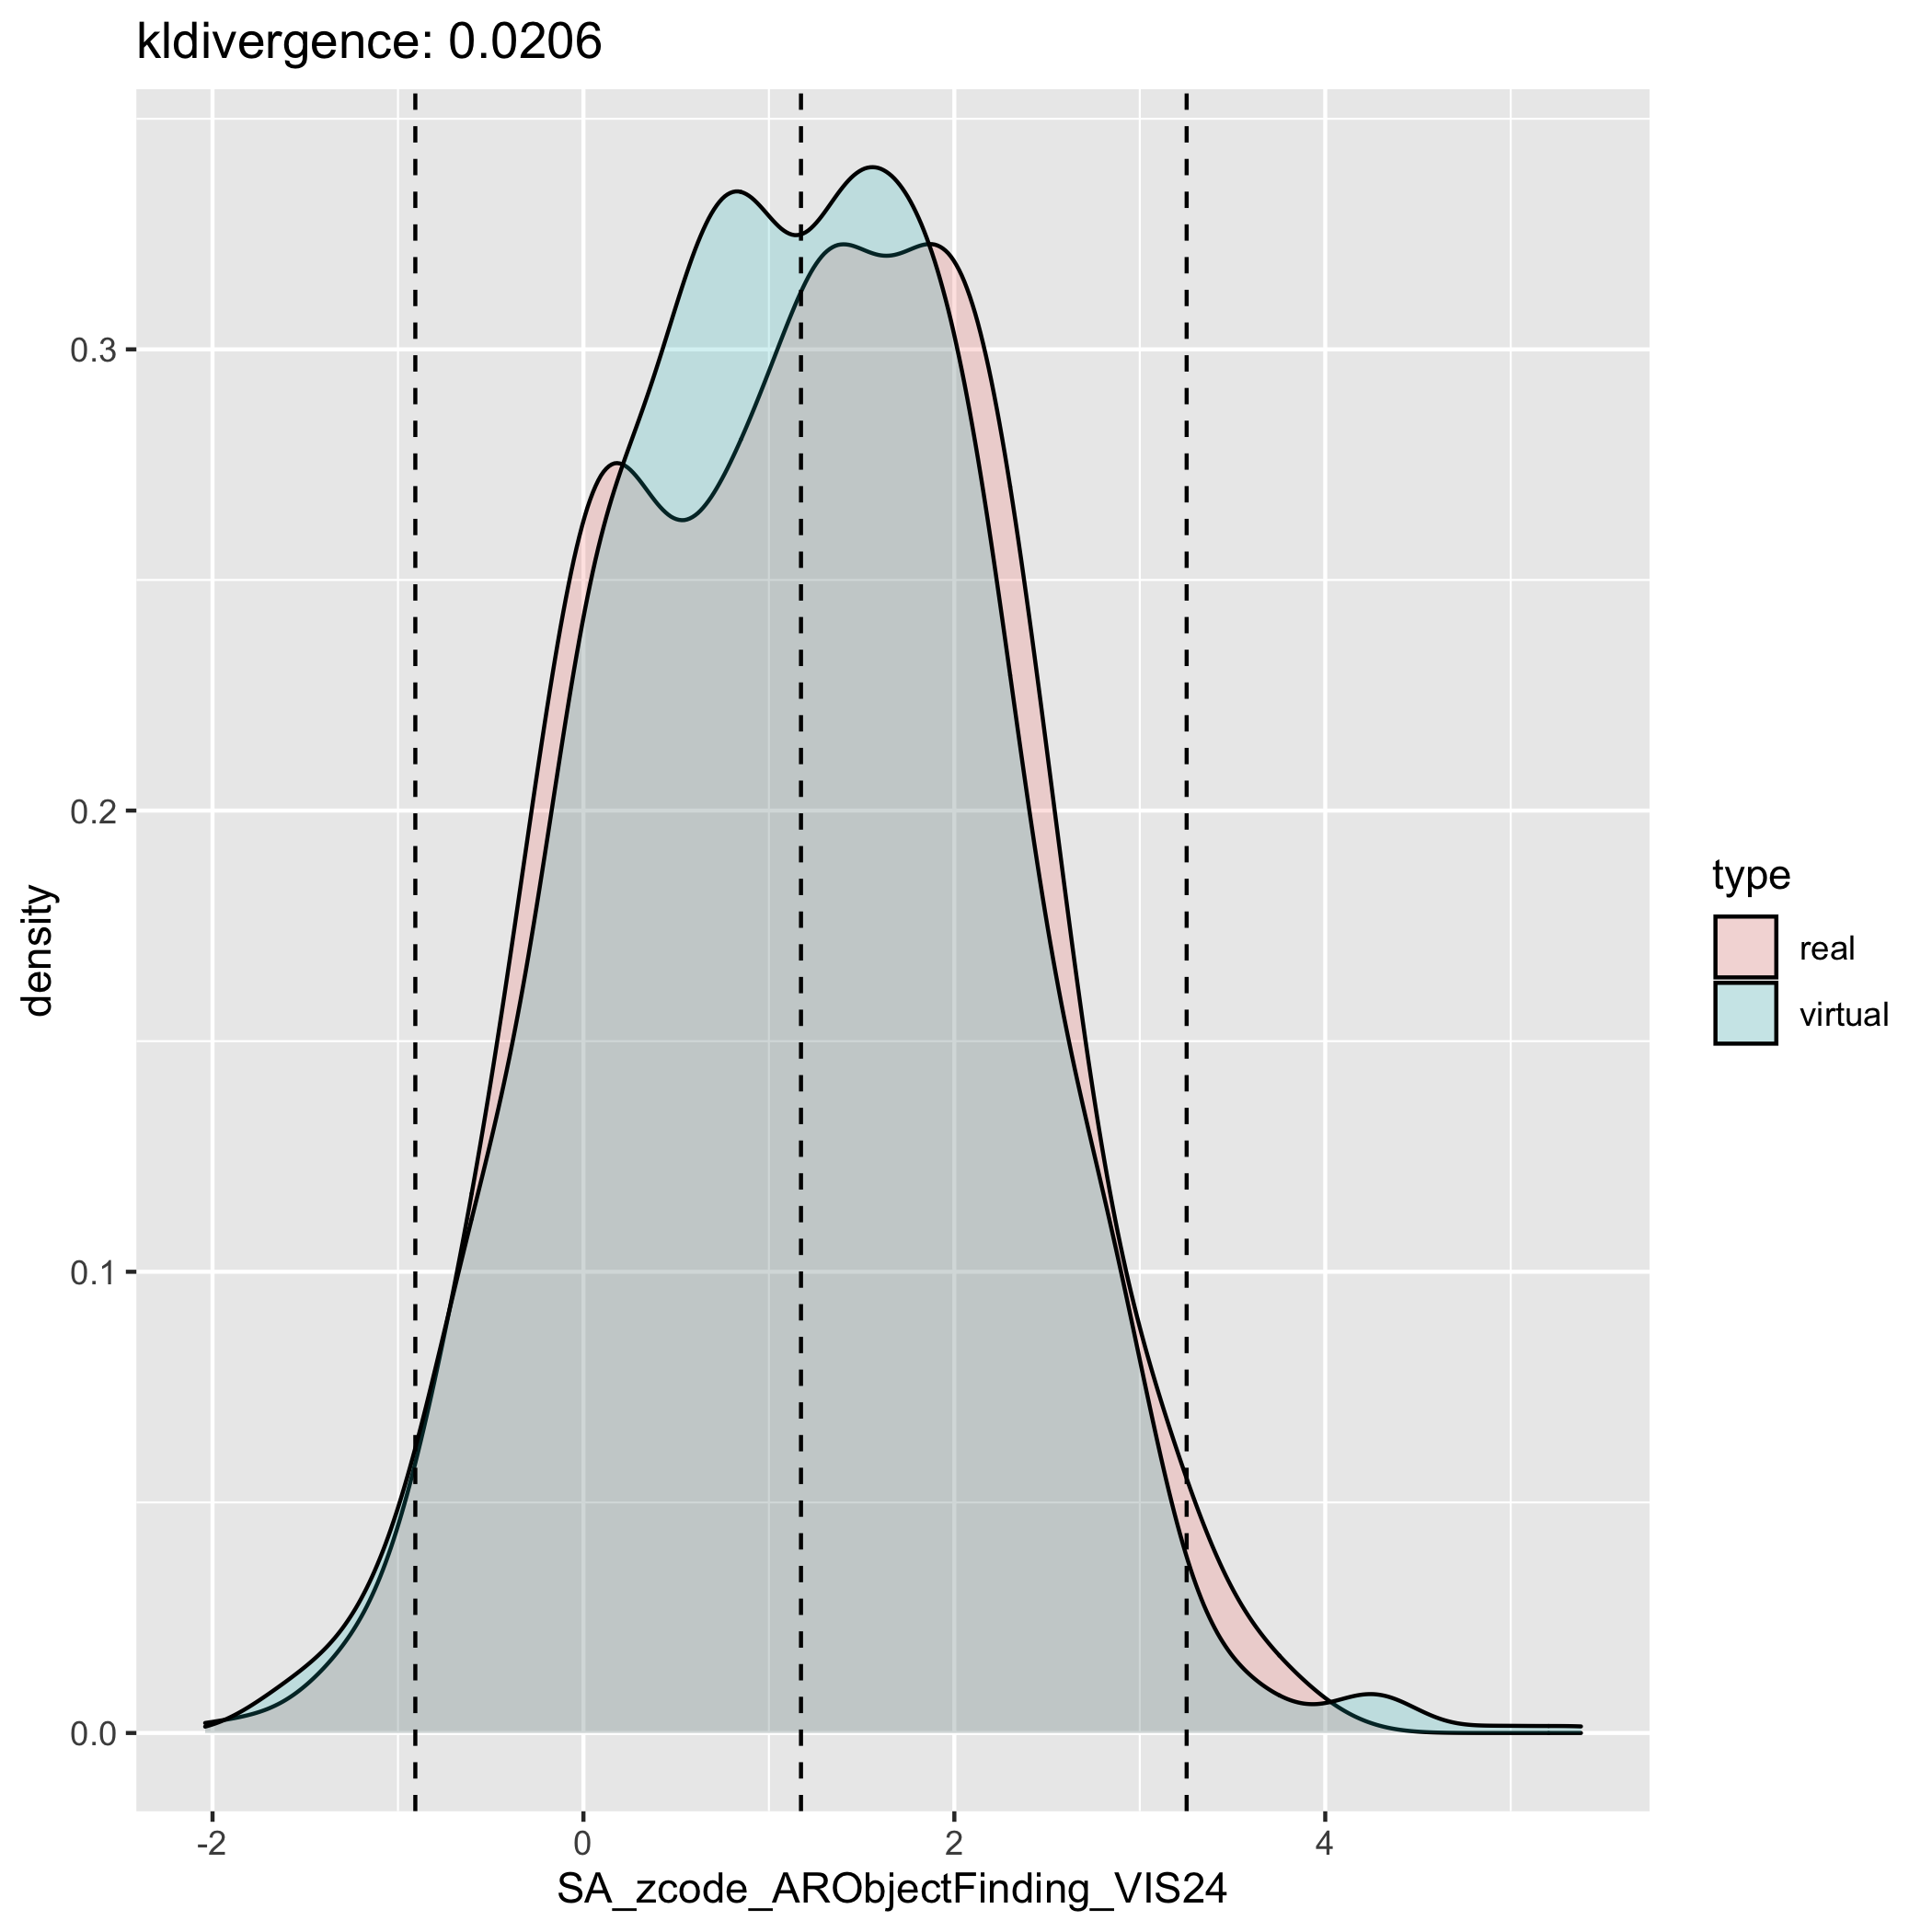 kldivergence: 0.0206
0.3
0.2
0.1
0.0
density
-2
0
2
4
SA_zcode_ARObjectFinding_VIS24
type
real
virtual